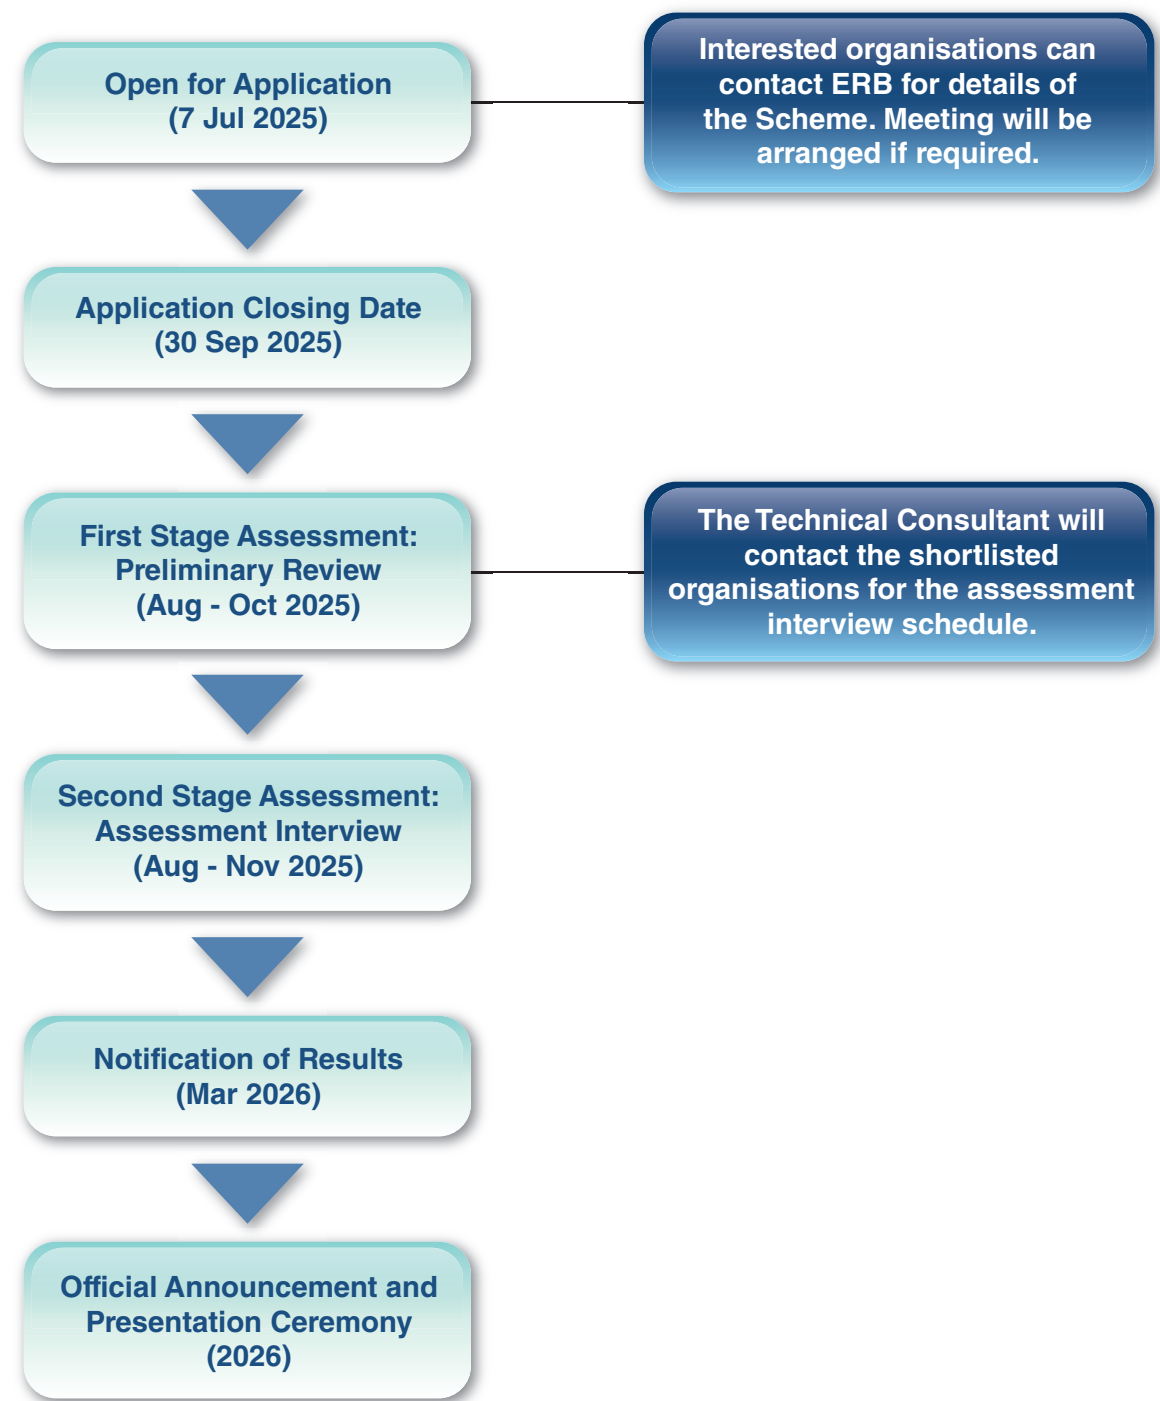 Open for Application
(7 Jul 2025)
Interested organisations can
contact ERB for details of
the Scheme. Meeting will be
arranged if required.
Application Closing Date
(30 Sep 2025)
First Stage Assessment:
Preliminary Review
(Aug - Oct 2025)
The Technical Consultant will
contact the shortlisted
organisations for the assessment
interview schedule.
Second Stage Assessment:
Assessment Interview
(Aug - Nov 2025)
Notification of Results
(Mar 2026)
Official Announcement and
Presentation Ceremony
(2026)